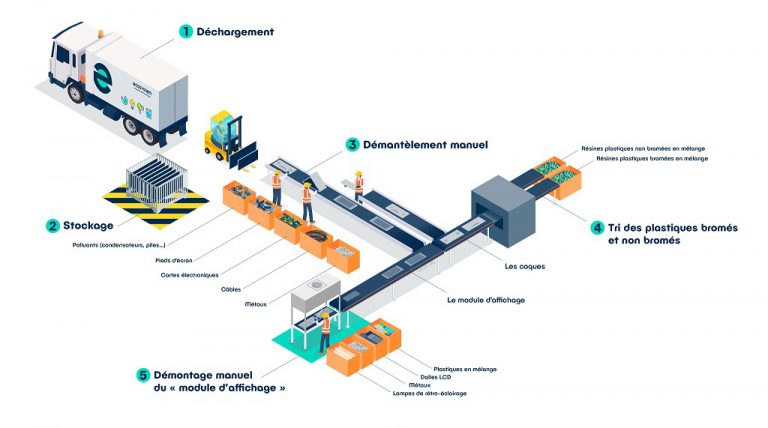 1 Déchargement
ecosystem
3 Démantèlement manuel
Résines plastiques non bromées en mélange
Résines plastiques bromées en mélange
2 Stockage
4 Tri des plastiques bromés
et non bromés
Polluants (condensateurs, piles...)
Pieds d'écran
Cartes électroniques
Câbles
Métaux
Les coques
Le module d'affichage
5 Démontage manuel
du « module d'affichage »
Plastiques en mélange
Dalles LCD
Métaux
Lampes de rétro-éclairage